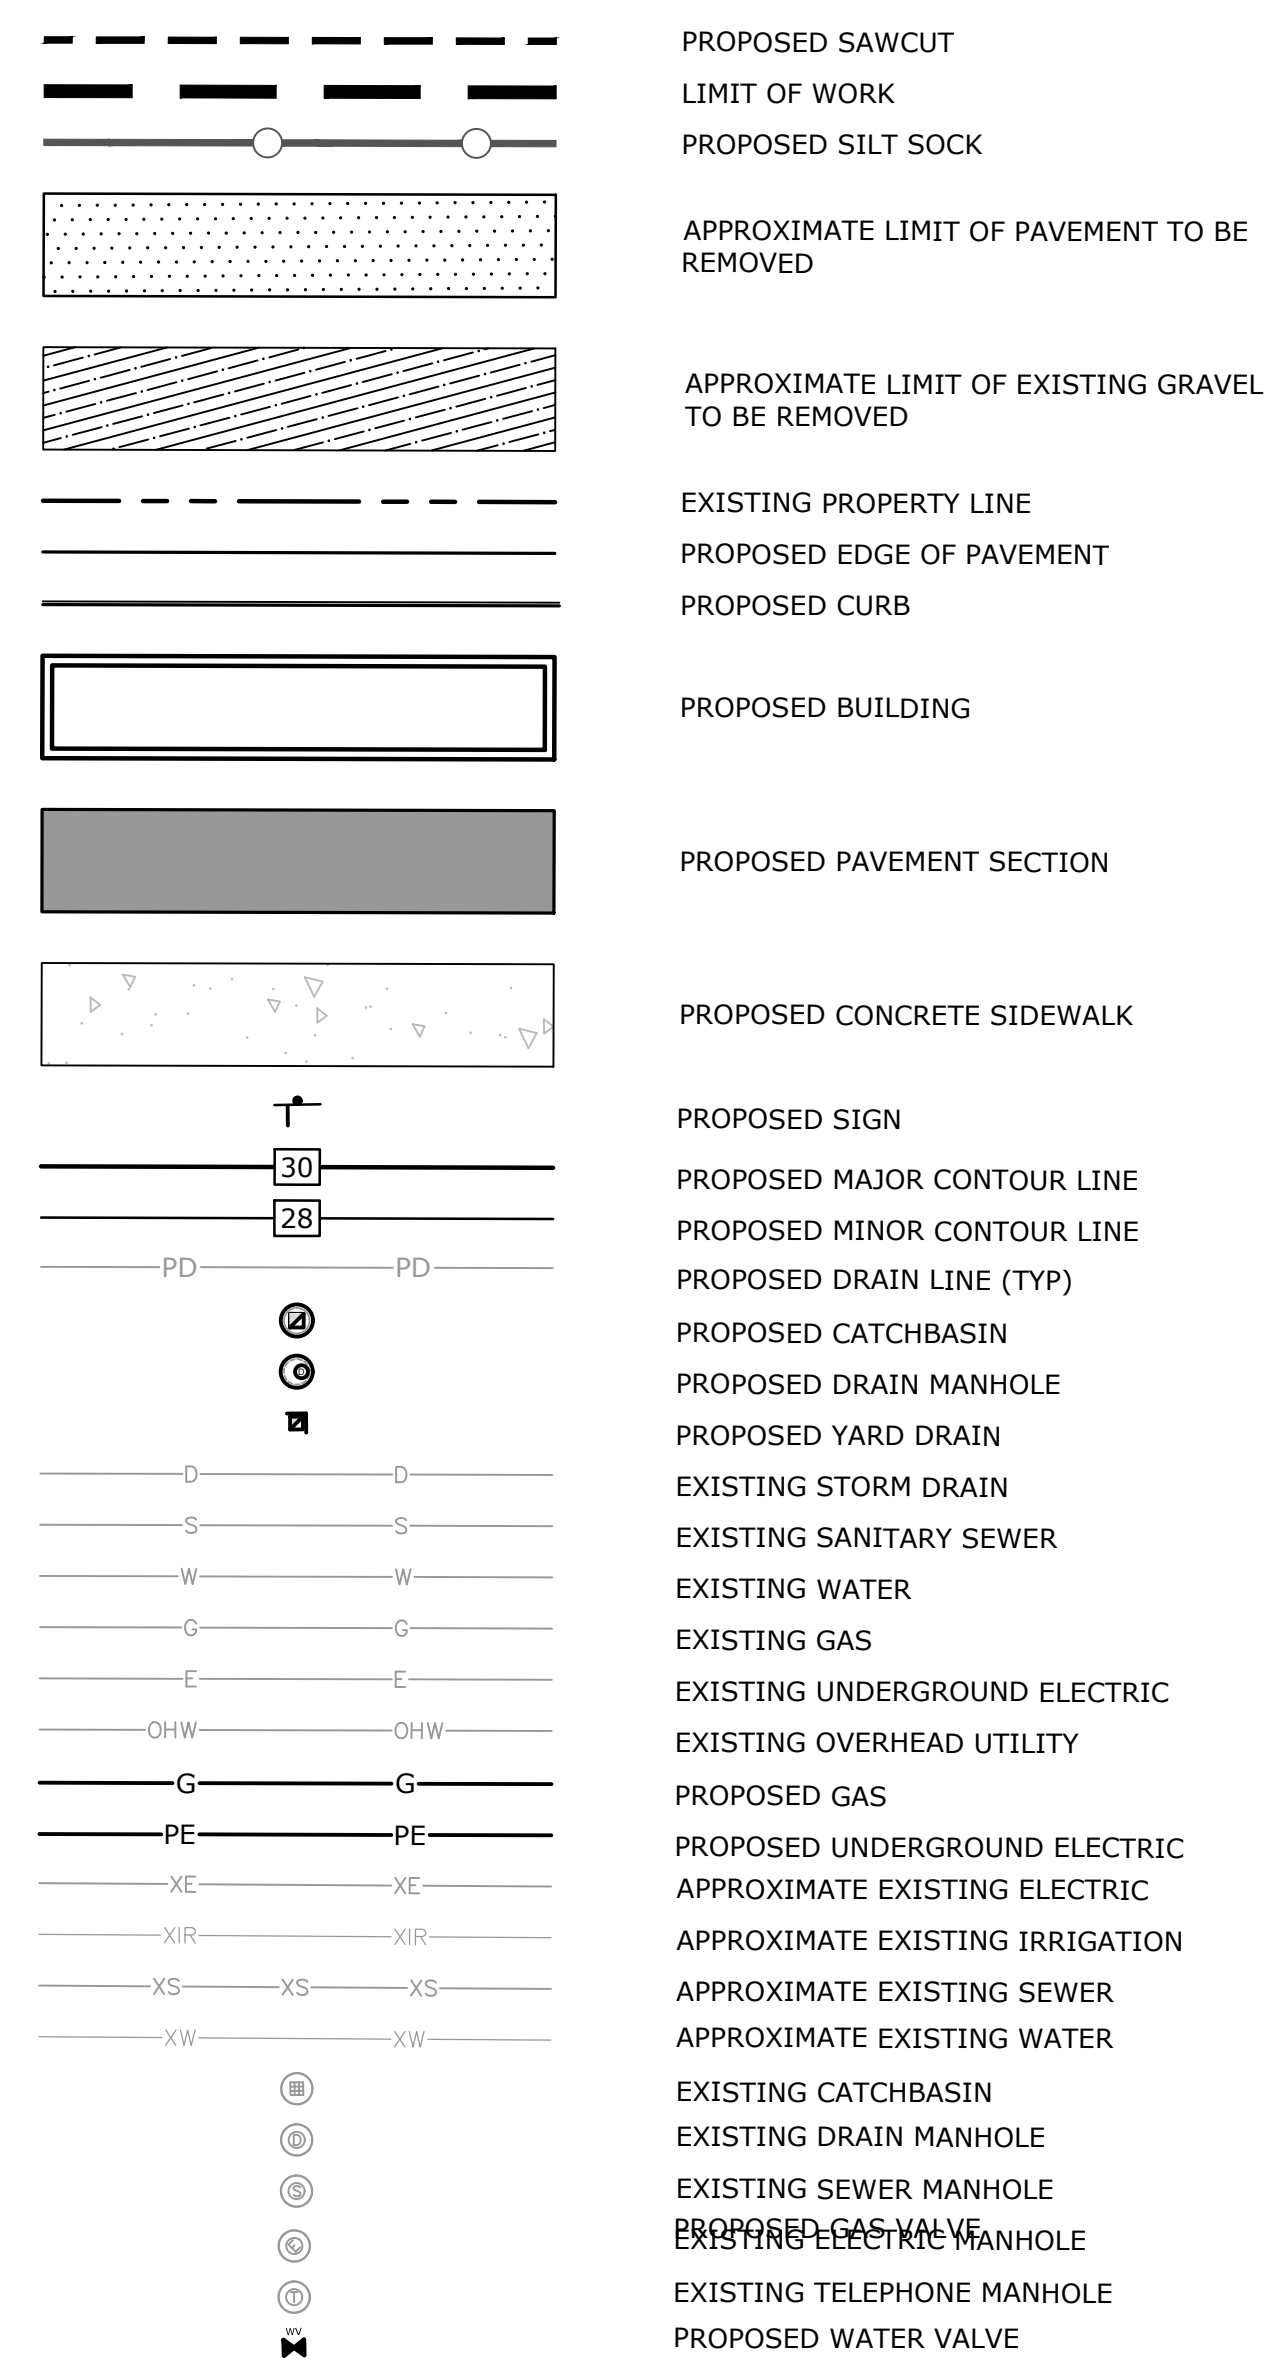 PROPOSED SAWCUT
LIMIT OF WORK
PROPOSED SILT SOCK
APPROXIMATE LIMIT OF PAVEMENT TO BE
REMOVED
APPROXIMATE LIMIT OF EXISTING GRAVEL
TO BE REMOVED
EXISTING PROPERTY LINE
PROPOSED EDGE OF PAVEMENT
PROPOSED CURB
PROPOSED BUILDING
PROPOSED PAVEMENT SECTION
PROPOSED CONCRETE SIDEWALK
PROPOSED SIGN
30 PROPOSED MAJOR CONTOUR LINE
28 PROPOSED MINOR CONTOUR LINE
PD PD PROPOSED DRAIN LINE (TYP)
PROPOSED CATCHBASIN
D PROPOSED DRAIN MANHOLE
PROPOSED YARD DRAIN
D D EXISTING STORM DRAIN
S S EXISTING SANITARY SEWER
W W EXISTING WATER
G G EXISTING GAS
E E EXISTING UNDERGROUND ELECTRIC
OHW OHW EXISTING OVERHEAD UTILITY
G G PROPOSED GAS
PE PE PROPOSED UNDERGROUND ELECTRIC
XE XE APPROXIMATE EXISTING ELECTRIC
XIR XIR APPROXIMATE EXISTING IRRIGATION
XS XS XS APPROXIMATE EXISTING SEWER
XW XW APPROXIMATE EXISTING WATER
EXISTING CATCHBASIN
D EXISTING DRAIN MANHOLE
S EXISTING SEWER MANHOLE
PROPOSED GAS VALVE
E EXISTING ELECTRIC MANHOLE
T EXISTING TELEPHONE MANHOLE
WV PROPOSED WATER VALVE